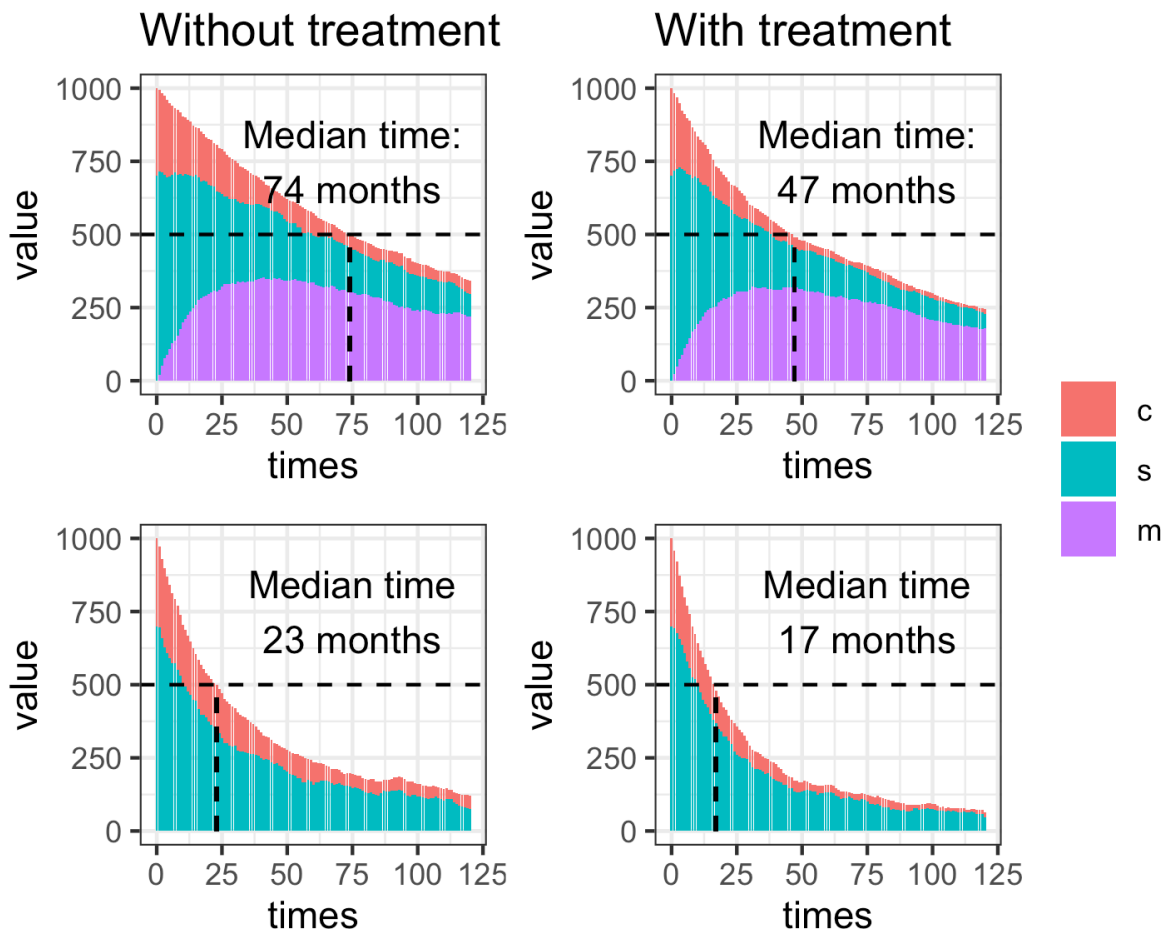 Without treatment
With treatment
1000
750
500
250
0
value
Median time:
74 months
0 25 50 75 100 125
times
1000
750
500
250
0
value
Median time:
47 months
0 25 50 75 100 125
times
c
s
m
1000
750
500
250
0
value
Median time
23 months
0 25 50 75 100 125
times
1000
750
500
250
0
value
Median time
17 months
0 25 50 75 100 125
times